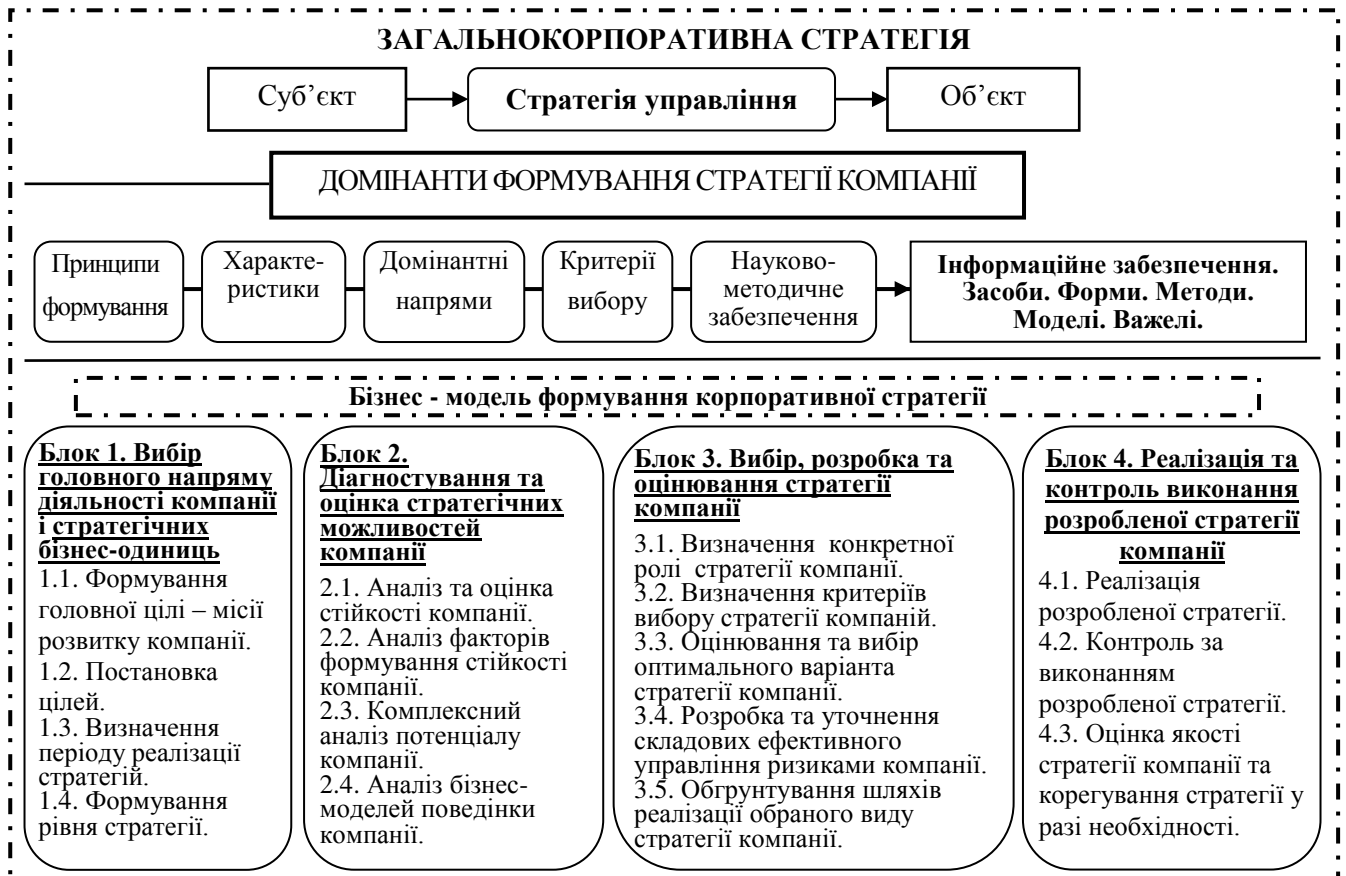 ЗАГАЛЬНОКОРПОРАТИВНА СТРАТЕГІЯ
Суб’єкт
Стратегія управління
Об’єкт
ДОМІНАНТИ ФОРМУВАННЯ СТРАТЕГІЇ КОМПАНІЇ
Принципи
формування
Характе-
ристики
Домінантні
напрями
Критерії
вибору
Науково-
методичне
забезпечення
Інформаційне забезпечення.
Засоби. Форми. Методи.
Моделі. Важелі.
Бізнес - модель формування корпоративної стратегії
Блок 1. Вибір
головного напряму
діяльності компанії
і стратегічних
бізнес-одиниць
1.1. Формування
головної цілі – місії
розвитку компанії.
1.2. Постановка
цілей.
1.3. Визначення
періоду реалізації
стратегій.
1.4. Формування
рівня стратегії.
Блок 2.
Діагностування та
оцінка стратегічних
можливостей
компанії
2.1. Аналіз та оцінка
стійкості компанії.
2.2. Аналіз факторів
формування стійкості
компанії.
2.3. Комплексний
аналіз потенціалу
компанії.
2.4. Аналіз бізнес-
моделей поведінки
компанії.
Блок 3. Вибір, розробка та
оцінювання стратегії
компанії
3.1. Визначення конкретної
ролі стратегії компанії.
3.2. Визначення критеріїв
вибору стратегії компаній.
3.3. Оцінювання та вибір
оптимального варіанта
стратегії компанії.
3.4. Розробка та уточнення
складових ефективного
управління ризиками компанії.
3.5. Обгрунтування шляхів
реалізації обраного виду
стратегії компанії.
Блок 4. Реалізація та
контроль виконання
розробленої стратегії
компанії
4.1. Реалізація
розробленої стратегії.
4.2. Контроль за
виконанням
розробленої стратегії.
4.3. Оцінка якості
стратегії компанії та
корегування стратегії у
разі необхідності.